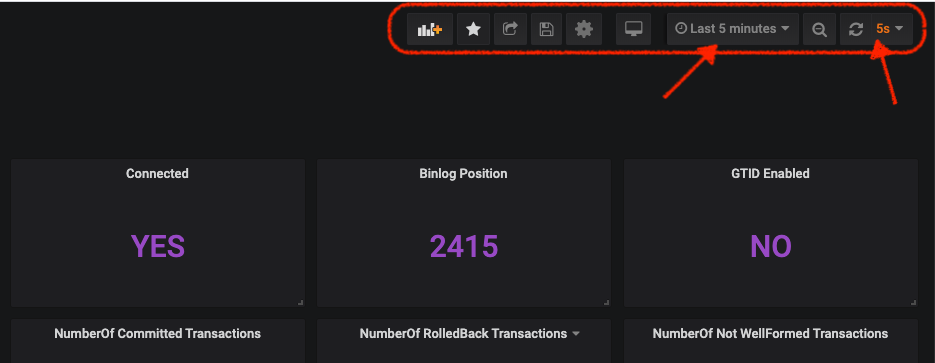 Last 5 minutes 5s
Connected Binlog Position GTID Enabled
YES 2415 NO
NumberOf Committed Transactions NumberOf RolledBack Transactions NumberOf Not WellFormed Transactions